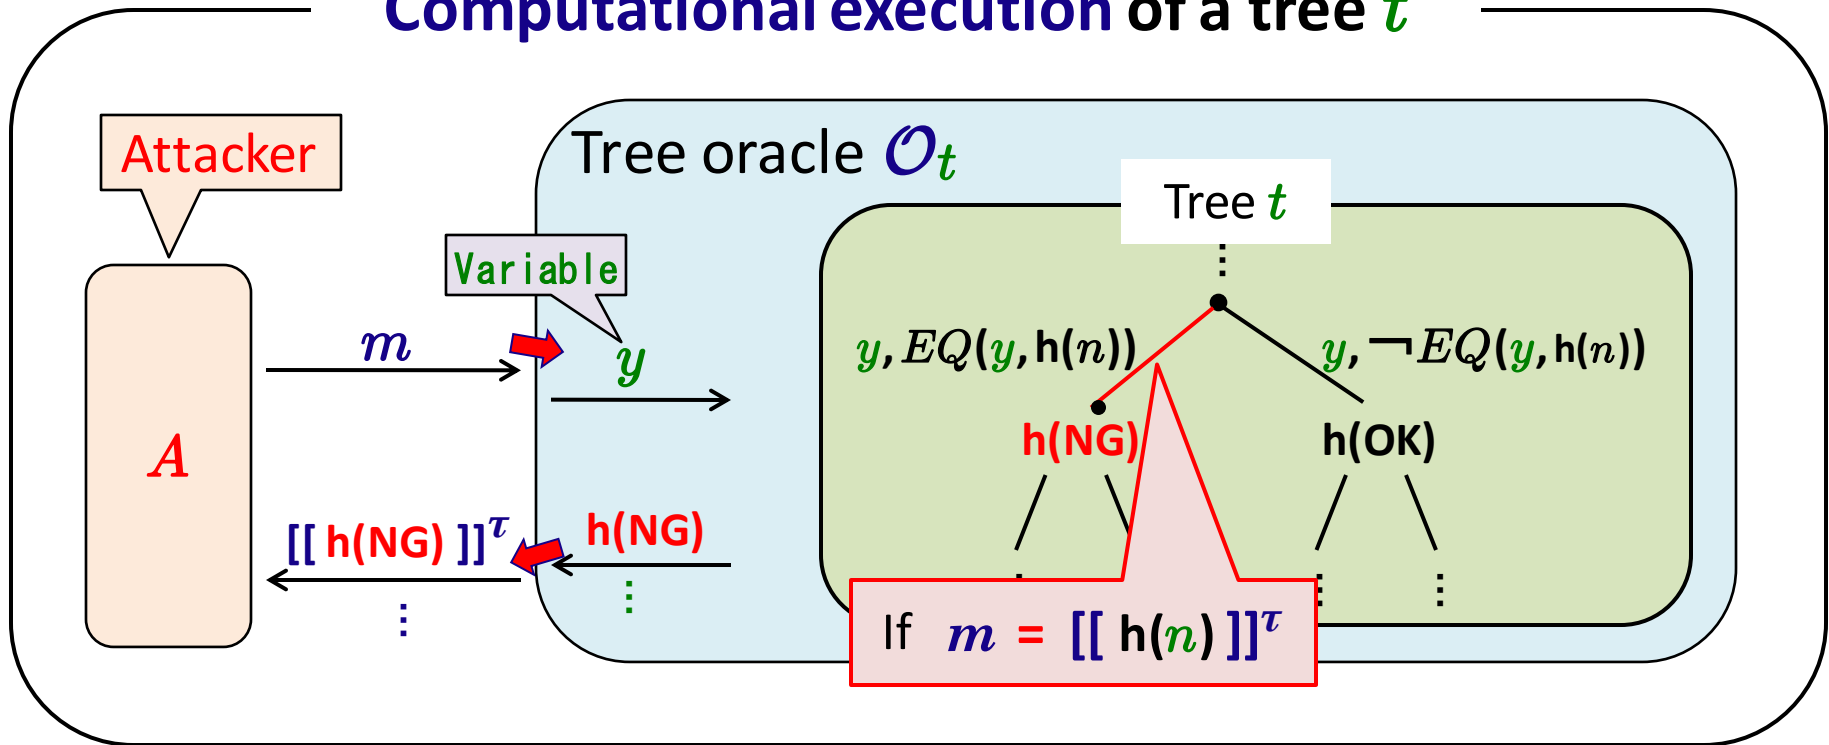 Computational execution of a tree t
Attacker
Tree oracle 𝒪t
Tree t
Variable
m
y
y, EQ(y, h(n))
y, ¬EQ(y, h(n))
A
h(NG)
h(OK)
[[ h(NG) ]]τ
h(NG)
If m = [[ h(n) ]]τ